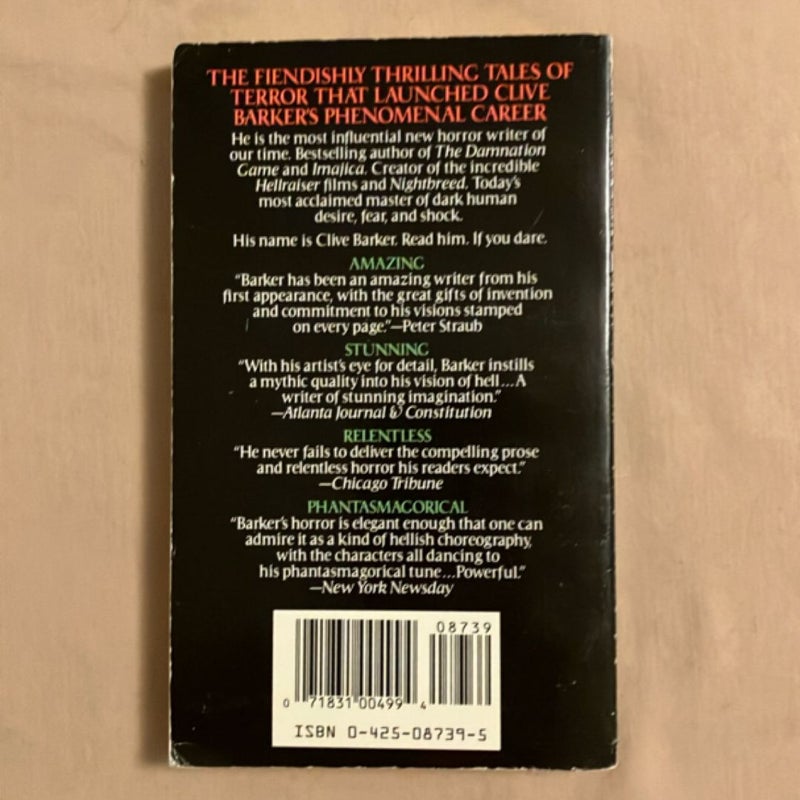 THE FIENDISHLY THRILLING TALES OF
TERROR THAT LAUNCHED CLIVE
BARKER'S PHENOMENAL CAREER
He is the most influential new horror writer of
our time. Bestselling author of The Damnation
Game and Imajica. Creator of the incredible
Hellraiser films and Nightbreed. Today's
most acclaimed master of dark human
desire, fear, and shock.
His name is Clive Barker. Read him. If you dare.
AMAZING
"Barker has been an amazing writer from his
first appearance, with the great gifts of invention
and commitment to his visions stamped
on every page."—Peter Straub
STUNNING
"With his artist's eye for detail, Barker instills
a mythic quality into his vision of hell...A
writer of stunning imagination."
—Atlanta Journal & Constitution
RELENTLESS
"He never fails to deliver the compelling prose
and relentless horror his readers expect."
—Chicago Tribune
PHANTASMAGORICAL
"Barker's horror is elegant enough that one can
admire it as a kind of hellish choreography,
with the characters all dancing to
his phantasmagorical tune...Powerful."
—New York Newsday
08739
0 71831 00499 4
ISBN 0-425-08739-5